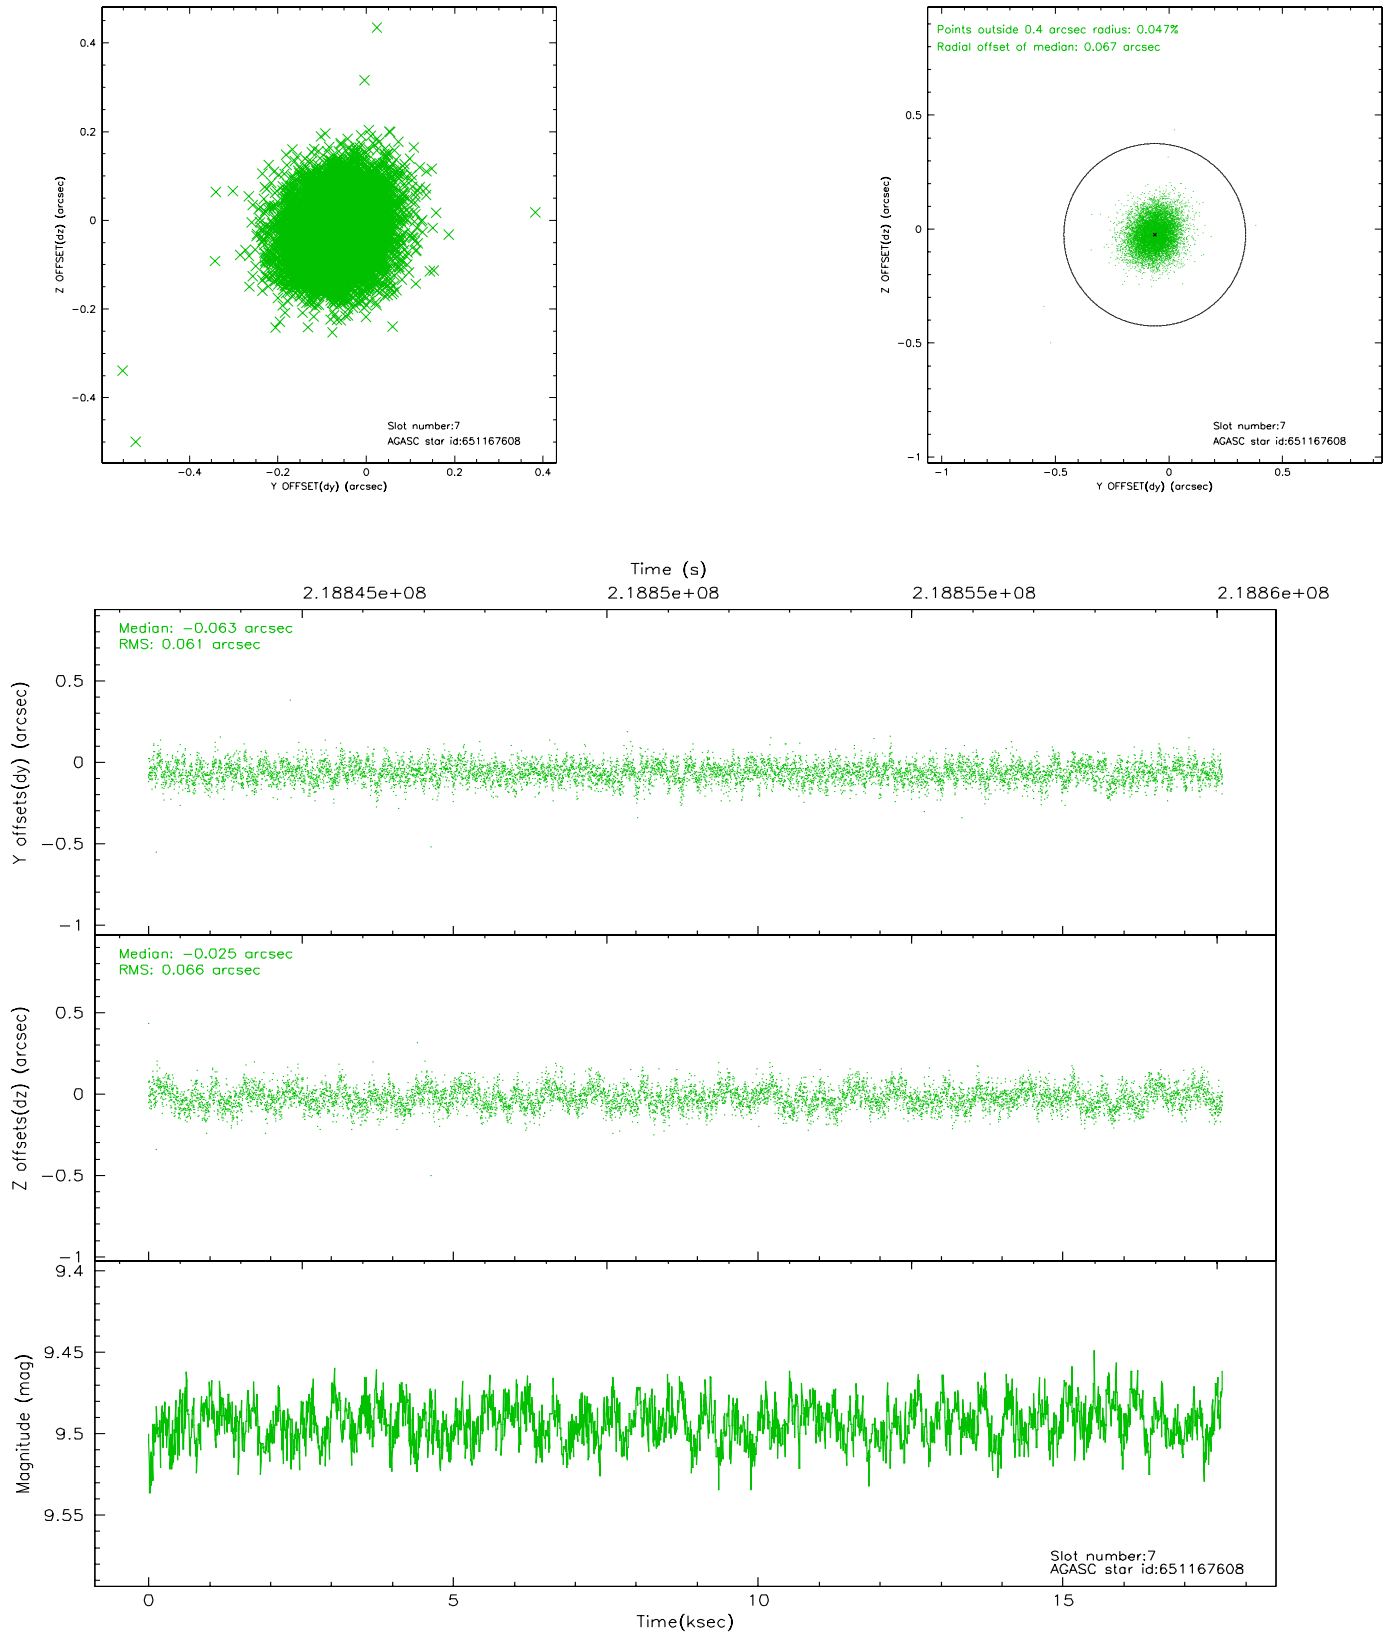 0.4
0.2
0
−0.2
−0.4
−0.4
−0.2
0
0.2
0.4
Z OFFSET(dz) (arcsec)
Y OFFSET(dy) (arcsec)
Slot number:7
AGASC star id:651167608
Points outside 0.4 arcsec radius: 0.047%
Radial offset of median: 0.067 arcsec
0.5
0
−0.5
−1
−1
−0.5
0
0.5
Z OFFSET(dz) (arcsec)
Y OFFSET(dy) (arcsec)
Slot number:7
AGASC star id:651167608
Time (s)
2.18845e+08
2.1885e+08
2.18855e+08
2.1886e+08
Median: −0.063 arcsec
RMS: 0.061 arcsec
0.5
0
−0.5
−1
Y offsets(dy) (arcsec)
Median: −0.025 arcsec
RMS: 0.066 arcsec
0.5
0
−0.5
−1
Z offsets(dz) (arcsec)
9.4
9.45
9.5
9.55
Magnitude (mag)
Slot number:7
AGASC star id:651167608
0
5
10
15
Time(ksec)